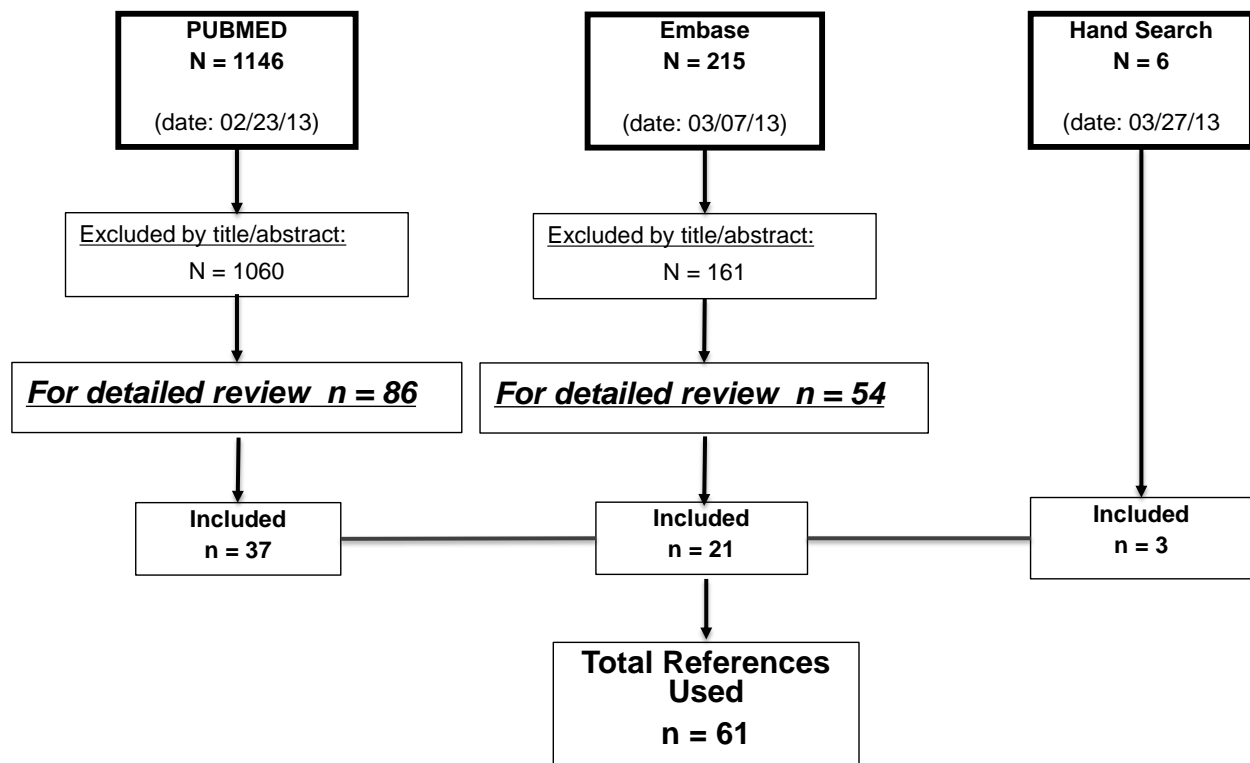 PUBMED
N = 1146
(date: 02/23/13)
Embase
N = 215
(date: 03/07/13)
Hand Search
N = 6
(date: 03/27/13
Excluded by title/abstract:
N = 1060
Excluded by title/abstract:
N = 161
For detailed review n = 86
For detailed review n = 54
Included
n = 37
Included
n = 21
Included
n = 3
Total References
Used
n = 61